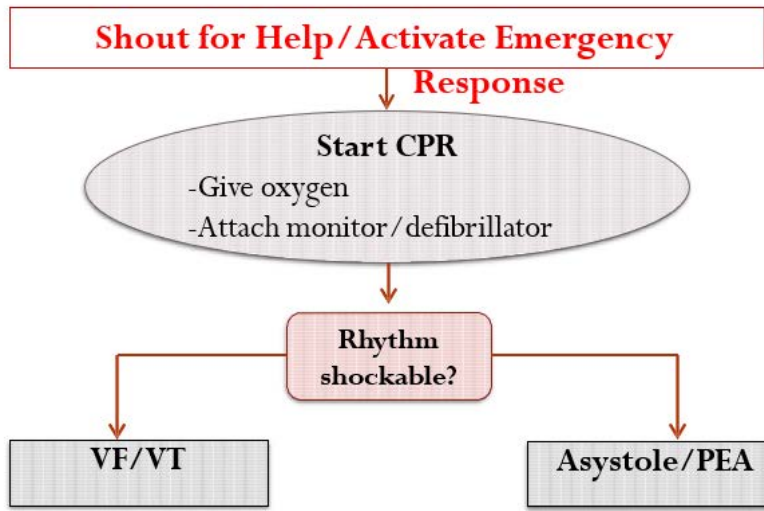 Shout for Help/Activate Emergency
Response
Start CPR
-Give oxygen
-Attach monitor/defibrillator
Rhythm
shockable?
VF/VT
Asystole/PEA